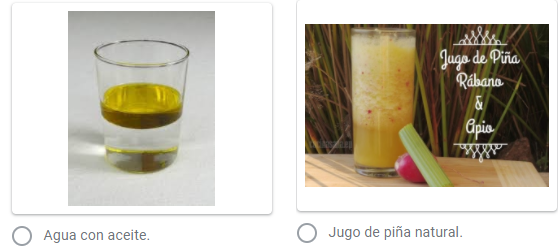 Jugo de Piña
Rábano
&
Apio
Agua con aceite.
Jugo de piña natural.